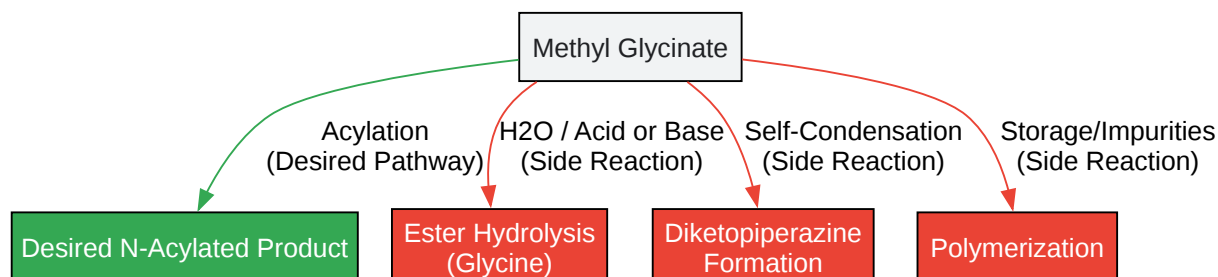 Methyl Glycinate
Acylation
(Desired Pathway)
H2O / Acid or Base
(Side Reaction)
Self-Condensation
(Side Reaction)
Storage/Impurities
(Side Reaction)
Desired N-Acylated Product
Ester Hydrolysis
(Glycine)
Diketopiperazine
Formation
Polymerization